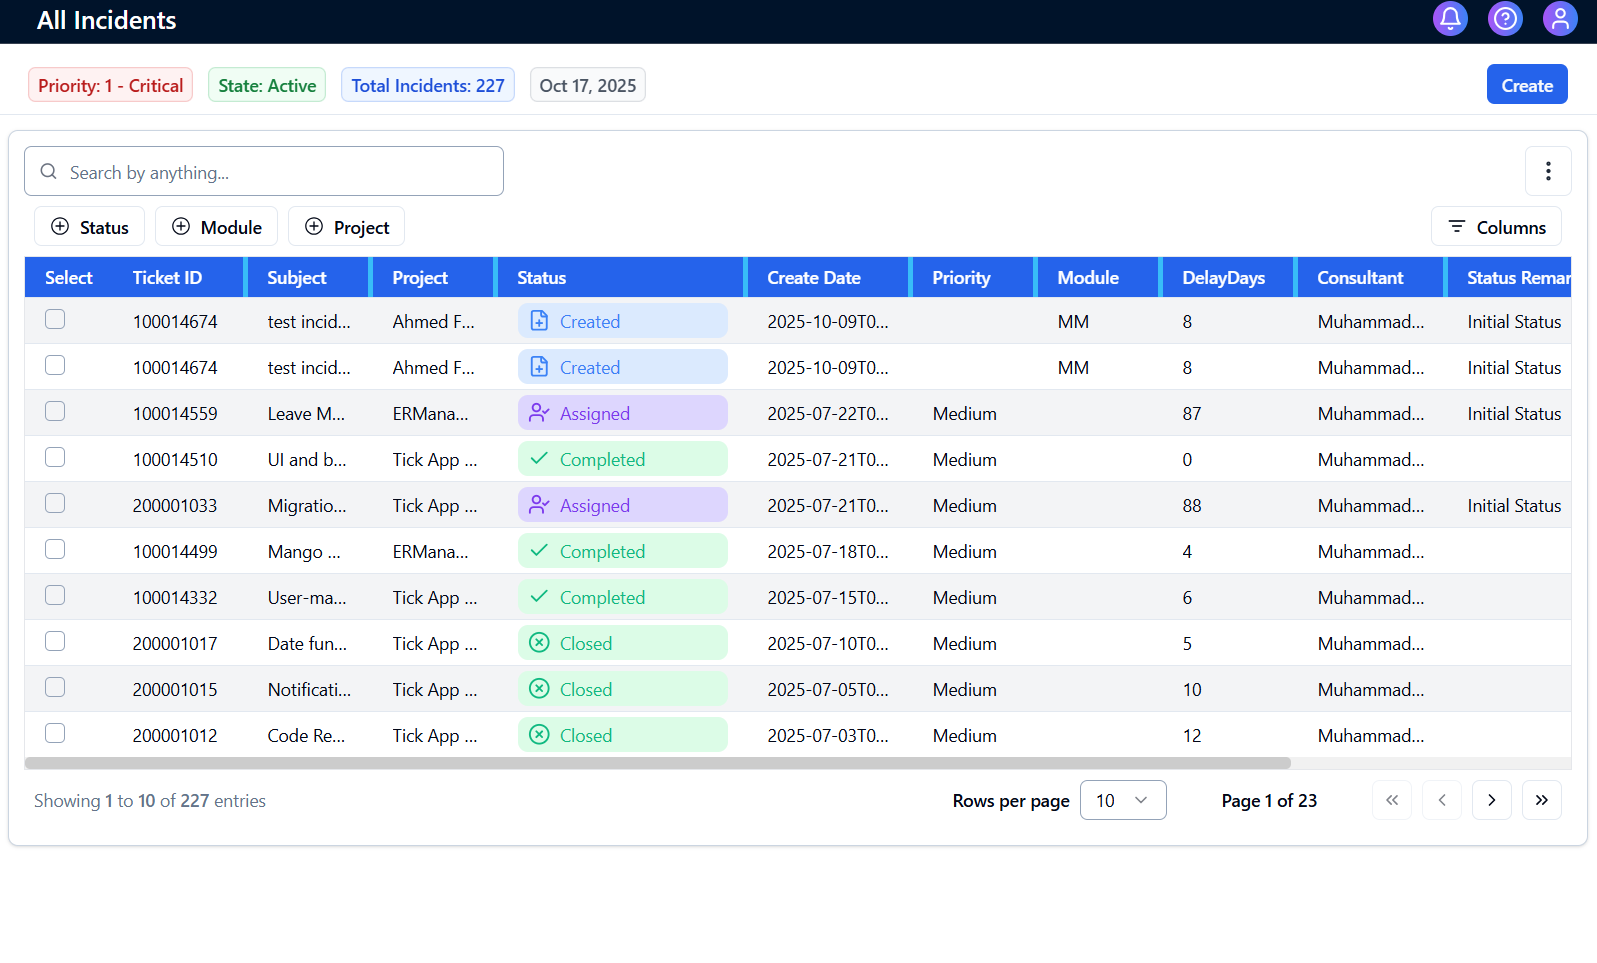 All Incidents
Priority: 1 - Critical State: Active Total Incidents: 227 Oct 17, 2025 Create
Search by anything...
Status Module Project Columns
Select Ticket ID Subject Project Status Create Date Priority Module DelayDays Consultant Status Remar
100014674 test incid... Ahmed F... Created 2025-10-09T0... MM 8 Muhammad... Initial Status
100014674 test incid... Ahmed F... Created 2025-10-09T0... MM 8 Muhammad... Initial Status
100014559 Leave M... ERMana... Assigned 2025-07-22T0... Medium 87 Muhammad... Initial Status
100014510 UI and b... Tick App ... Completed 2025-07-21T0... Medium 0 Muhammad...
200001033 Migratio... Tick App ... Assigned 2025-07-21T0... Medium 88 Muhammad... Initial Status
100014499 Mango ... ERMana... Completed 2025-07-18T0... Medium 4 Muhammad...
100014332 User-ma... Tick App ... Completed 2025-07-15T0... Medium 6 Muhammad...
200001017 Date fun... Tick App ... Closed 2025-07-10T0... Medium 5 Muhammad...
200001015 Notificati... Tick App ... Closed 2025-07-05T0... Medium 10 Muhammad...
200001012 Code Re... Tick App ... Closed 2025-07-03T0... Medium 12 Muhammad...
Showing 1 to 10 of 227 entries Rows per page 10 Page 1 of 23